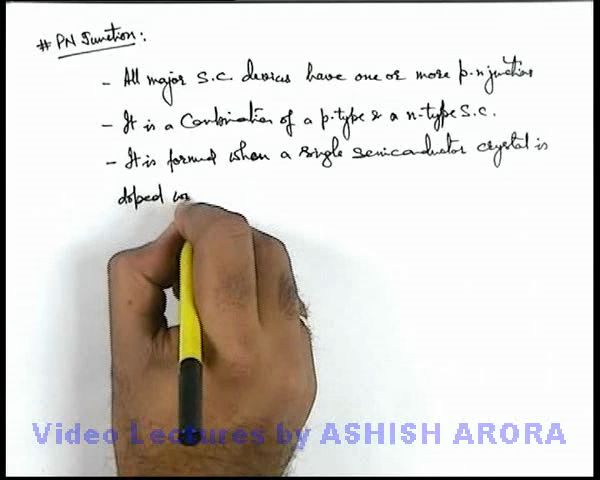 # PN Junction :
- All major S.C. devices have one or more p-n junctions
- It is a Combination of a p-type & a n-type S.C.
- It is formed when a single semiconductor crystal is
doped
Video Lectures by ASHISH ARORA